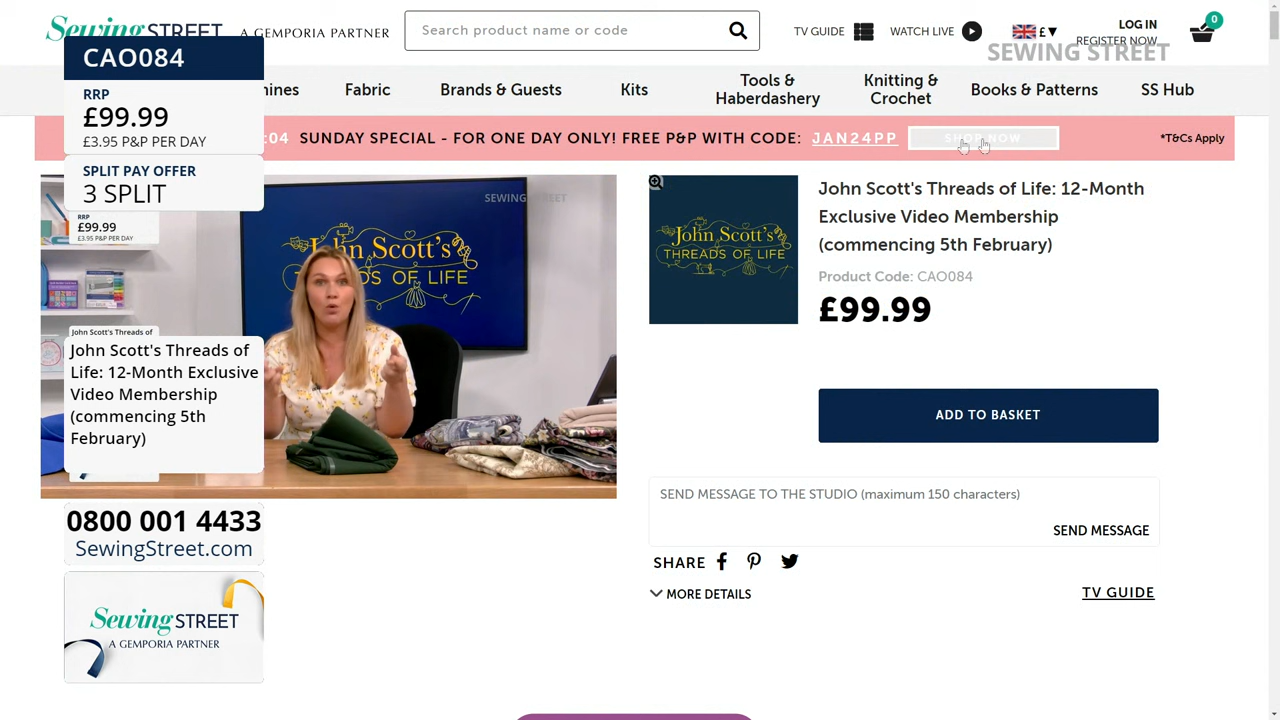 Sewing STREET A GEMPORIA PARTNER
Search product name or code
TV GUIDE
WATCH LIVE
£
LOG IN
REGISTER NOW
0
SEWING STREET
Fabric
Brands & Guests
Kits
Tools &
Haberdashery
Knitting &
Crochet
Books & Patterns
SS Hub
:04 SUNDAY SPECIAL - FOR ONE DAY ONLY! FREE P&P WITH CODE: JAN24PP
SHOP NOW
*T&Cs Apply
CAO084
RRP
£99.99
£3.95 P&P PER DAY
SPLIT PAY OFFER
3 SPLIT
RRP
£99.99
£3.95 P&P PER DAY
SEWING STREET
John Scott's
THREADS OF LIFE
John Scott's Threads of
John Scott's Threads of
Life: 12-Month Exclusive
Video Membership
(commencing 5th
February)
0800 001 4433
SewingStreet.com
Sewing STREET
A GEMPORIA PARTNER
John Scott's
THREADS OF LIFE
John Scott's Threads of Life: 12-Month
Exclusive Video Membership
(commencing 5th February)
Product Code: CAO084
£99.99
ADD TO BASKET
SEND MESSAGE TO THE STUDIO (maximum 150 characters)
SEND MESSAGE
SHARE
MORE DETAILS
TV GUIDE